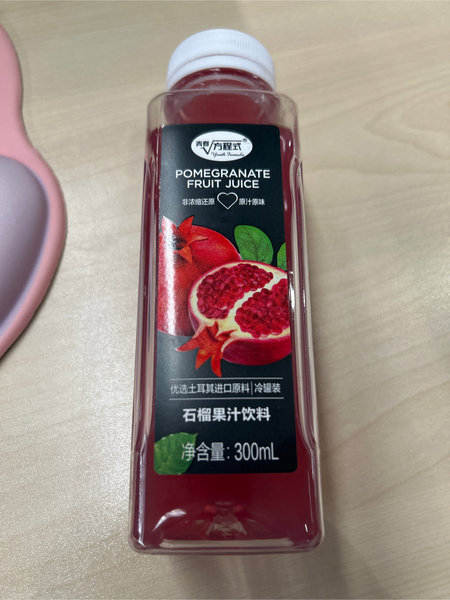 青春√方程式®
Youth Formula
POMEGRANATE
FRUIT JUICE
非浓缩还原 原汁原味
优选土耳其进口原料 | 冷罐装
石榴果汁饮料
净含量: 300mL